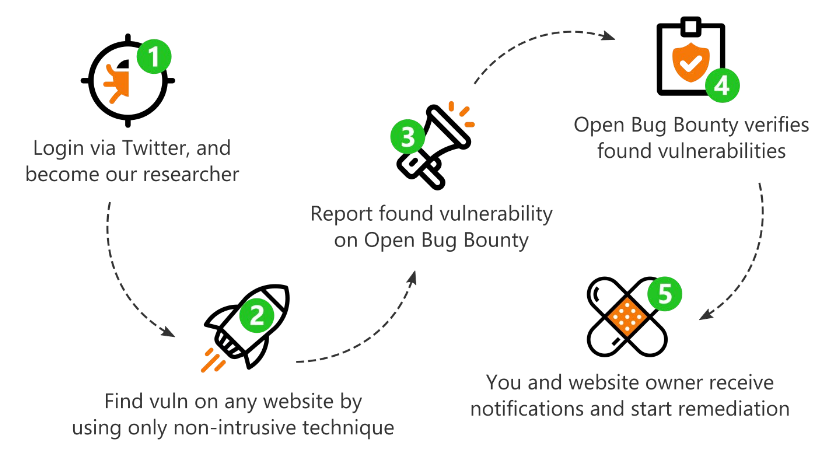 1
Login via Twitter, and
become our researcher
2
Find vuln on any website by
using only non-intrusive technique
3
Report found vulnerability
on Open Bug Bounty
4
Open Bug Bounty verifies
found vulnerabilities
5
You and website owner receive
notifications and start remediation